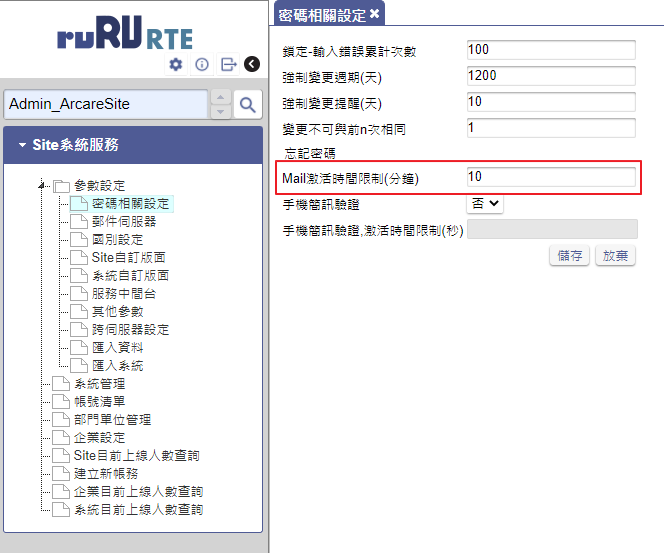 ruRU RTE
Admin_ArcareSite
Site系統服務
參數設定
密碼相關設定
郵件伺服器
國別設定
Site自訂版面
系統自訂版面
服務中間台
其他參數
跨伺服器設定
匯入資料
匯入系統
系統管理
帳號清單
部門單位管理
企業設定
Site目前上線人數查詢
建立新帳務
企業目前上線人數查詢
系統目前上線人數查詢
密碼相關設定 ✕
鎖定-輸入錯誤累計次數 100
強制變更週期(天) 1200
強制變更提醒(天) 10
變更不可與前n次相同 1
忘記密碼
Mail激活時間限制(分鐘) 10
手機簡訊驗證 否
手機簡訊驗證,激活時間限制(秒)
儲存 放棄